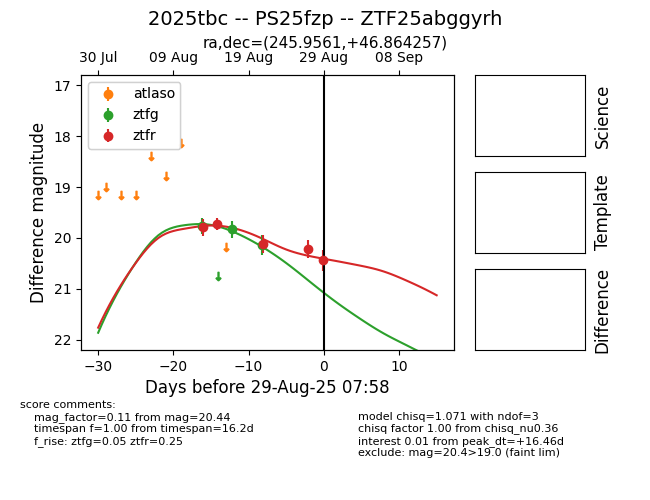 2025tbc -- PS25fzp -- ZTF25abggyrh
ra,dec=(245.9561,+46.864257)
30 Jul 09 Aug 19 Aug 29 Aug 08 Sep
atlaso
ztfg
ztfr
17
18
19
20
21
22
Difference magnitude
−30 −20 −10 0 10
Days before 29-Aug-25 07:58
Science
Template
Difference
score comments:
mag_factor=0.11 from mag=20.44
timespan f=1.00 from timespan=16.2d
f_rise: ztfg=0.05 ztfr=0.25
model chisq=1.071 with ndof=3
chisq factor 1.00 from chisq_nu0.36
interest 0.01 from peak_dt=+16.46d
exclude: mag=20.4>19.0 (faint lim)